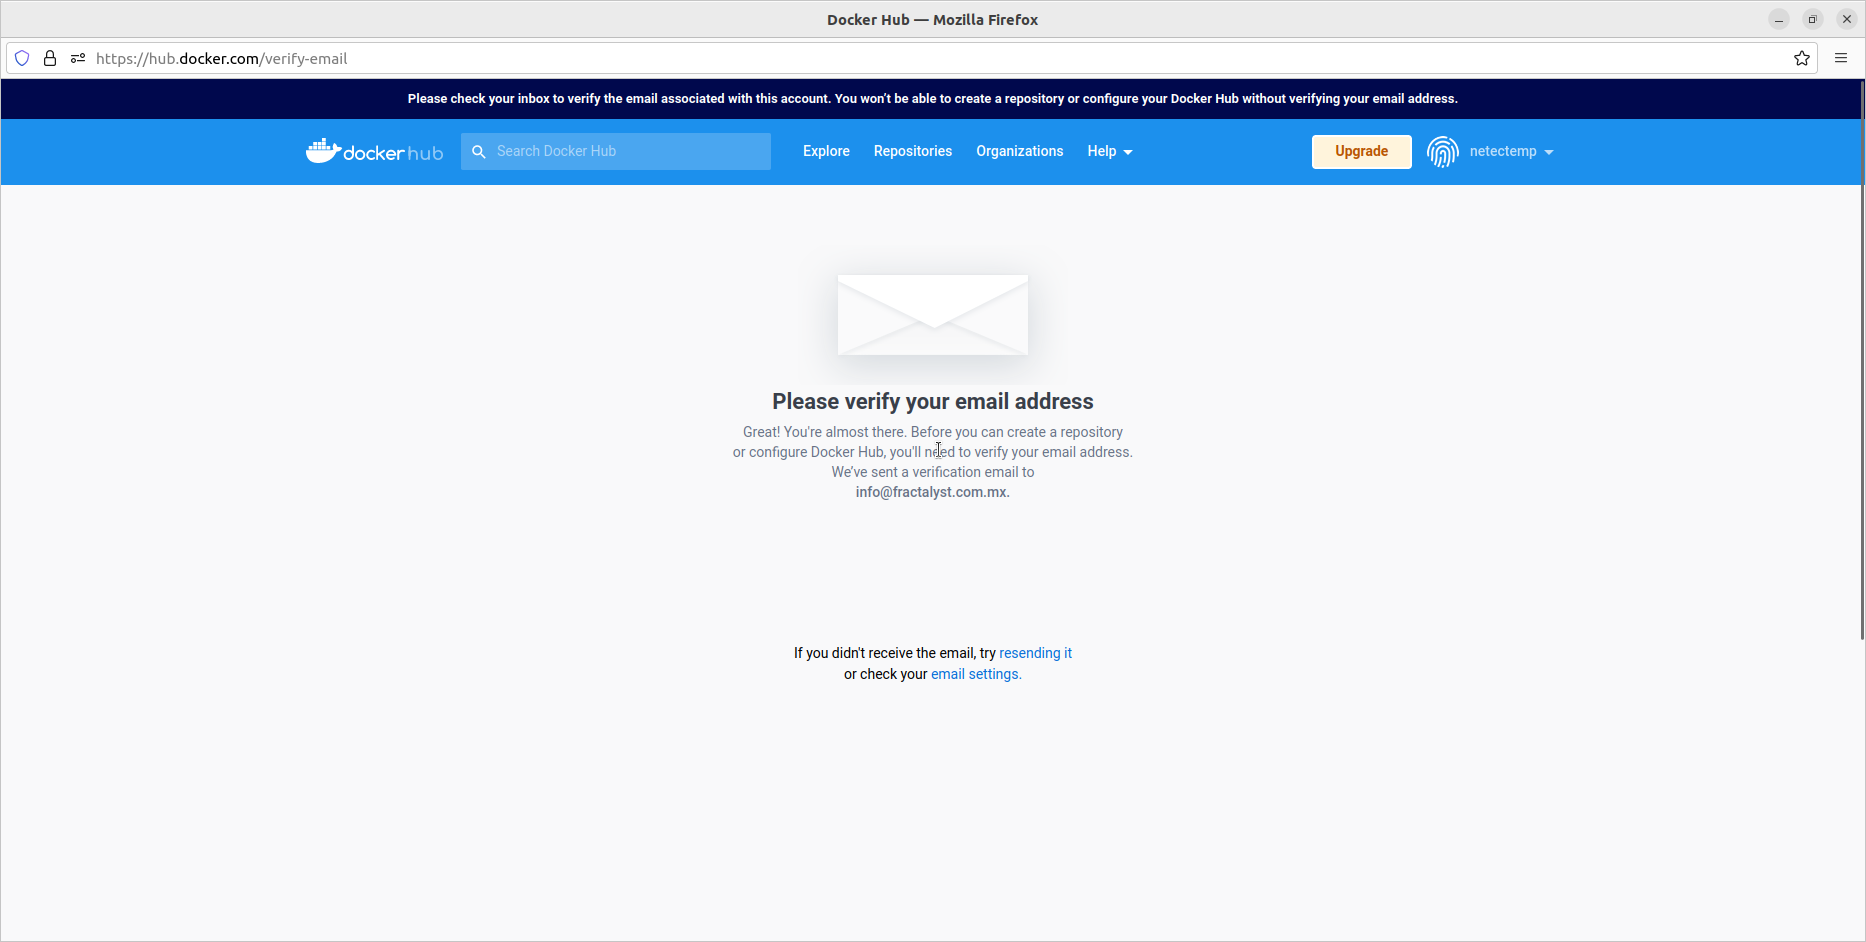 Docker Hub — Mozilla Firefox
https://hub.docker.com/verify-email
Please check your inbox to verify the email associated with this account. You won’t be able to create a repository or configure your Docker Hub without verifying your email address.
docker hub
Search Docker Hub
Explore
Repositories
Organizations
Help
Upgrade
netectemp
Please verify your email address
Great! You're almost there. Before you can create a repository
or configure Docker Hub, you'll need to verify your email address.
We’ve sent a verification email to
info@fractalyst.com.mx.
If you didn't receive the email, try resending it
or check your email settings.